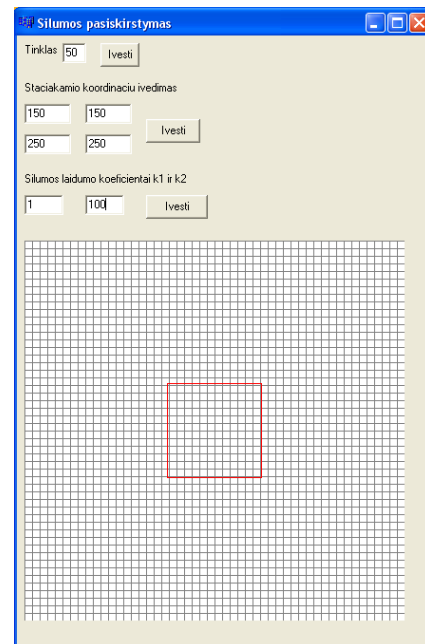 Silumos pasiskirstymas
Tinklas 50 Ivesti
Staciakamio koordinaciu ivedimas
150 150
Ivesti
250 250
Silumos laidumo koeficientai k1 ir k2
1 100 Ivesti